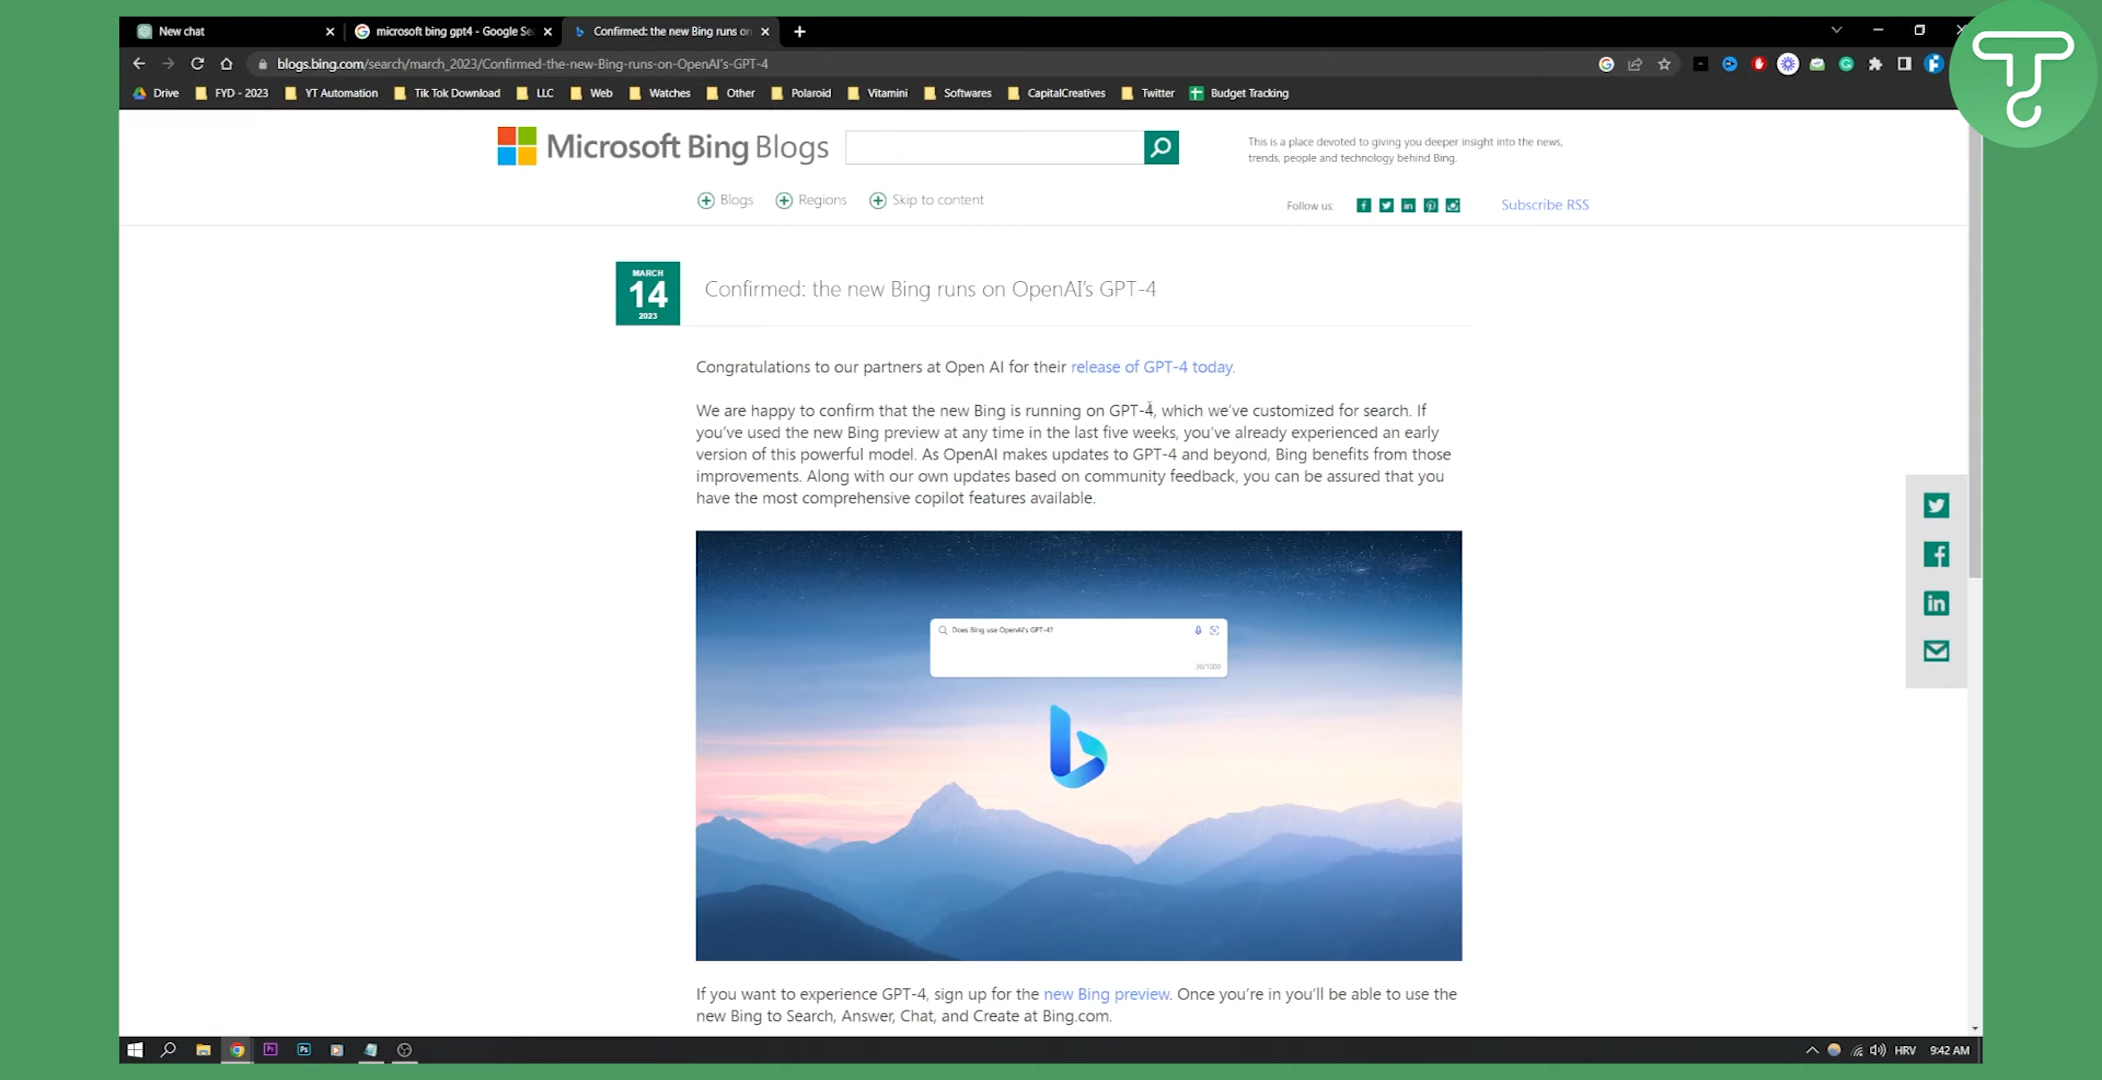 New chat
microsoft bing gpt4 - Google Se
Confirmed: the new Bing runs on
blogs.bing.com/search/march_2023/Confirmed-the-new-Bing-runs-on-OpenAI's-GPT-4
Drive FYD - 2023 YT Automation Tik Tok Download LLC Web Watches Other Polaroid Vitamini Softwares CapitalCreatives Twitter Budget Tracking
Microsoft Bing Blogs
This is a place devoted to giving you deeper insight into the news,
trends, people and technology behind Bing.
Blogs Regions Skip to content
Follow us: Subscribe RSS
MARCH
14
2023
Confirmed: the new Bing runs on OpenAI's GPT-4
Congratulations to our partners at Open AI for their release of GPT-4 today.
We are happy to confirm that the new Bing is running on GPT-4, which we've customized for search. If
you've used the new Bing preview at any time in the last five weeks, you've already experienced an early
version of this powerful model. As OpenAI makes updates to GPT-4 and beyond, Bing benefits from those
improvements. Along with our own updates based on community feedback, you can be assured that you
have the most comprehensive copilot features available.
Does Bing use OpenAI's GPT-4?
30/1000
If you want to experience GPT-4, sign up for the new Bing preview. Once you're in you'll be able to use the
new Bing to Search, Answer, Chat, and Create at Bing.com.
Pr Ps
HRV 9:42 AM